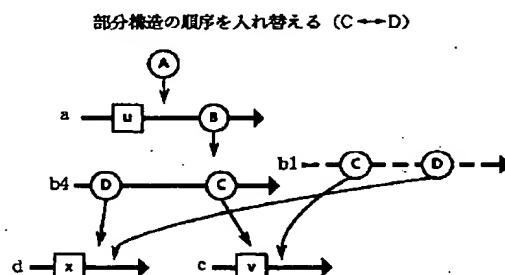 部分構造の順序を入れ替える (C↔D)
A
a u B
b1 C D
b4 D C
d x c v